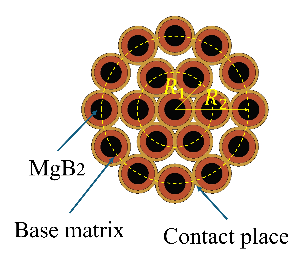 R₁
R₂
MgB₂
Base matrix
Contact place